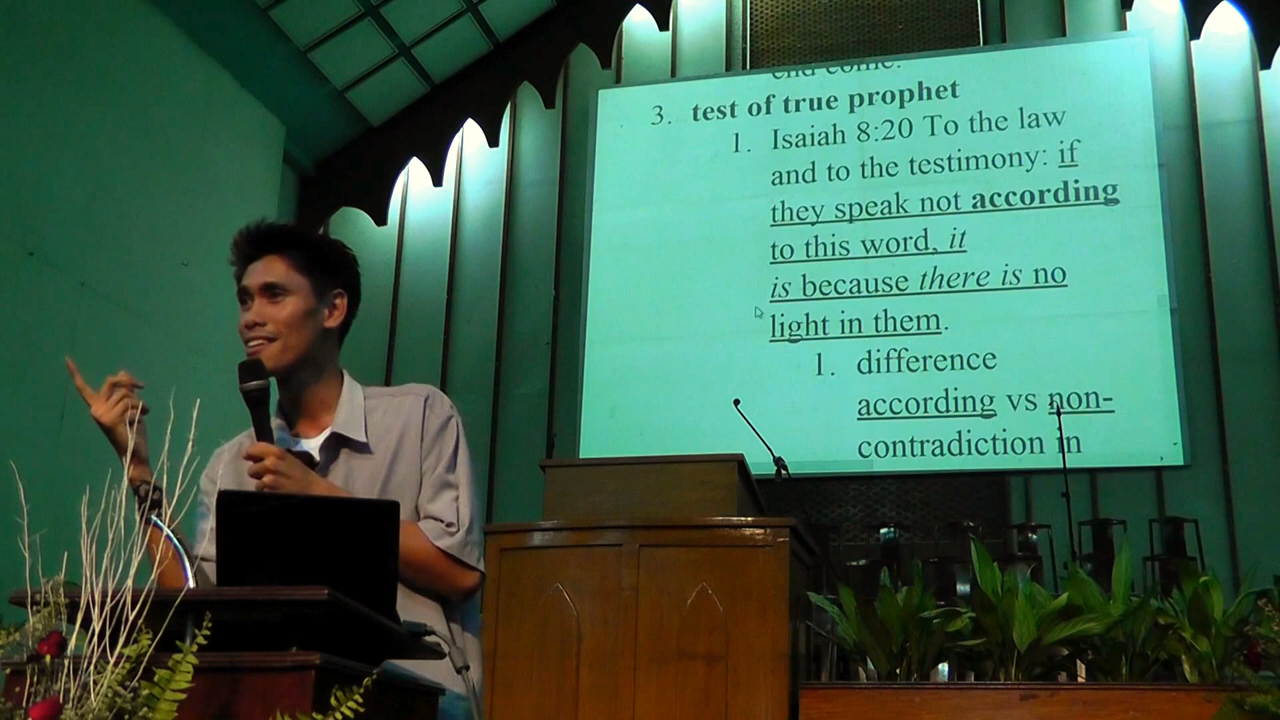 end come.
3. test of true prophet
1. Isaiah 8:20 To the law
and to the testimony: if
they speak not according
to this word, it
is because there is no
light in them.
1. difference
according vs non-
contradiction in